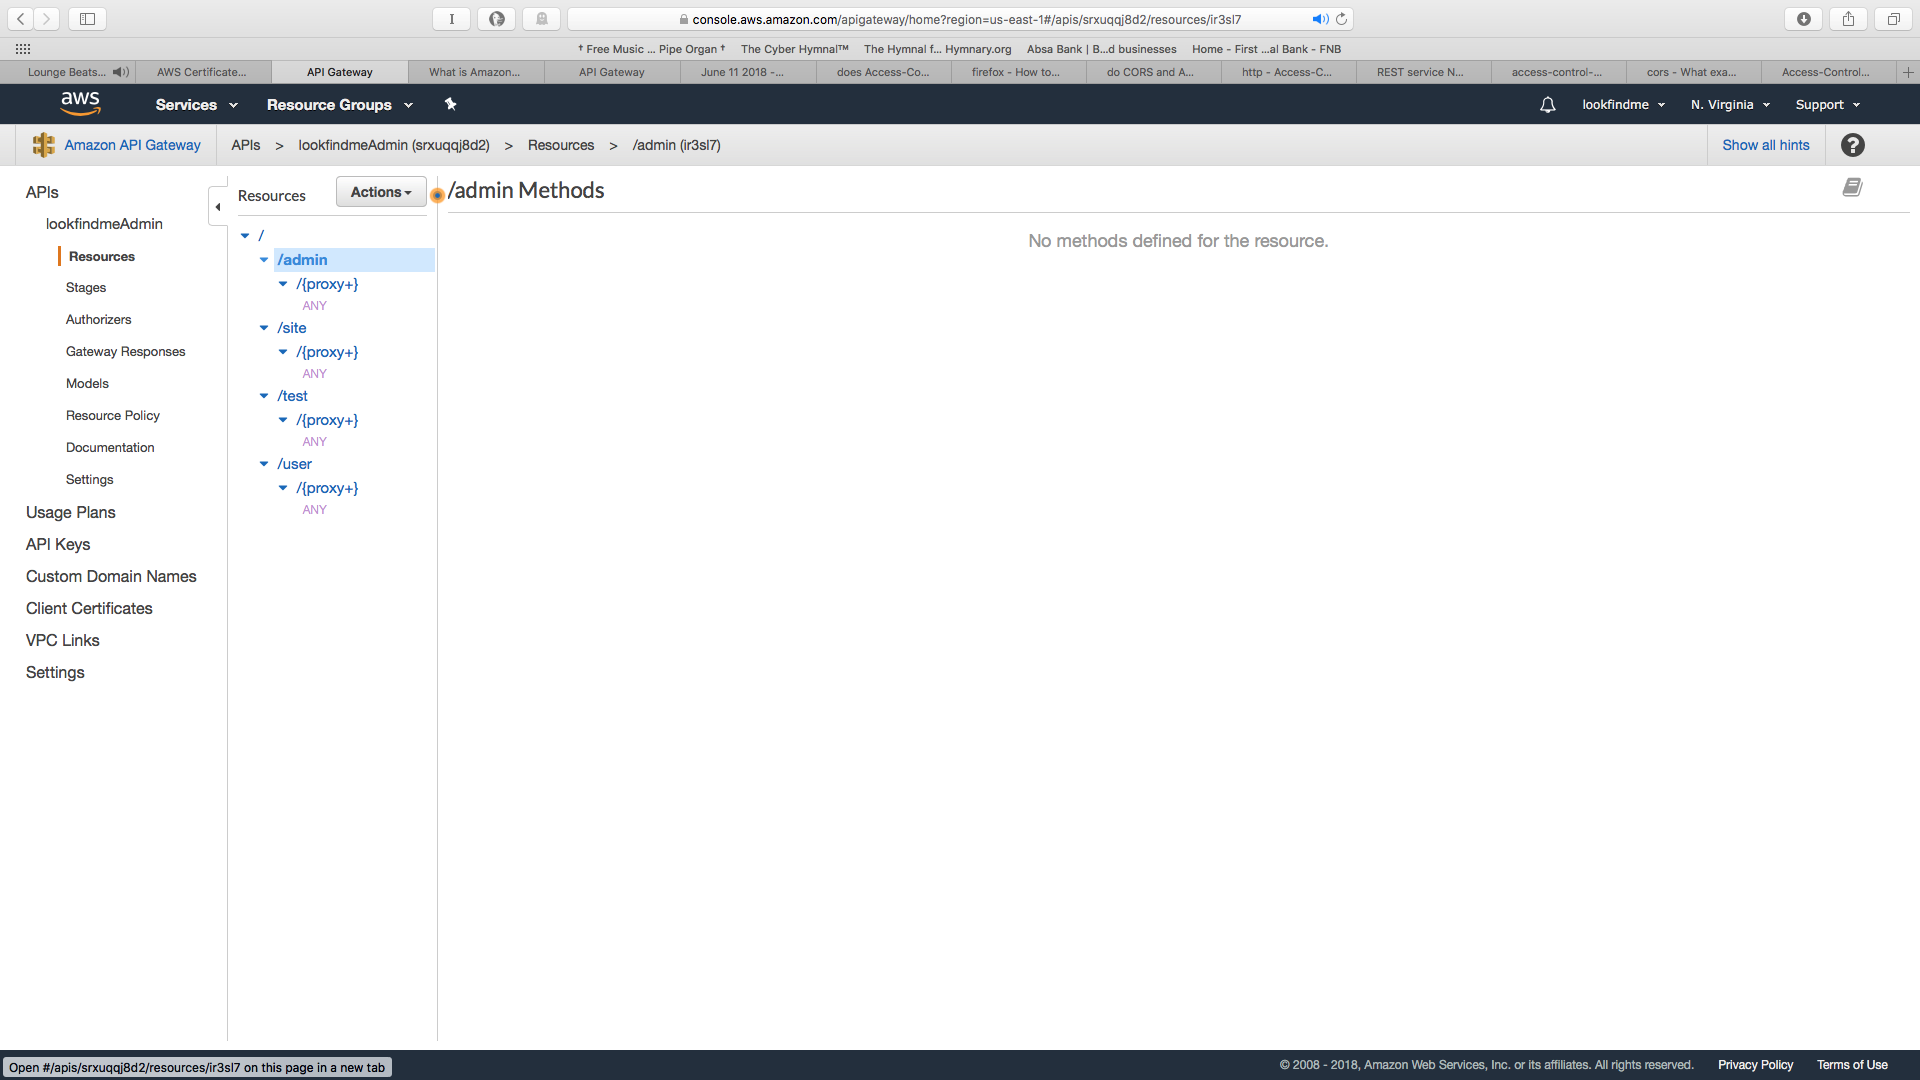 I
console.aws.amazon.com/apigateway/home?region=us-east-1#/apis/srxuqqj8d2/resources/ir3sl7
† Free Music ... Pipe Organ † The Cyber Hymnal™ The Hymnal f... Hymnary.org Absa Bank | B...d businesses Home - First ...al Bank - FNB
Lounge Beats... AWS Certificate... API Gateway What is Amazon... API Gateway June 11 2018 -... does Access-Co... firefox - How to... do CORS and A... http - Access-C... REST service N... access-control-... cors - What exa... Access-Control...
aws Services Resource Groups lookfindme N. Virginia Support
Amazon API Gateway APIs > lookfindmeAdmin (srxuqqj8d2) > Resources > /admin (ir3sl7) Show all hints ?
APIs
lookfindmeAdmin
Resources
Stages
Authorizers
Gateway Responses
Models
Resource Policy
Documentation
Settings
Usage Plans
API Keys
Custom Domain Names
Client Certificates
VPC Links
Settings
Resources Actions
/
/admin
/{proxy+}
ANY
/site
/{proxy+}
ANY
/test
/{proxy+}
ANY
/user
/{proxy+}
ANY
/admin Methods
No methods defined for the resource.
Open #/apis/srxuqqj8d2/resources/ir3sl7 on this page in a new tab
© 2008 - 2018, Amazon Web Services, Inc. or its affiliates. All rights reserved. Privacy Policy Terms of Use